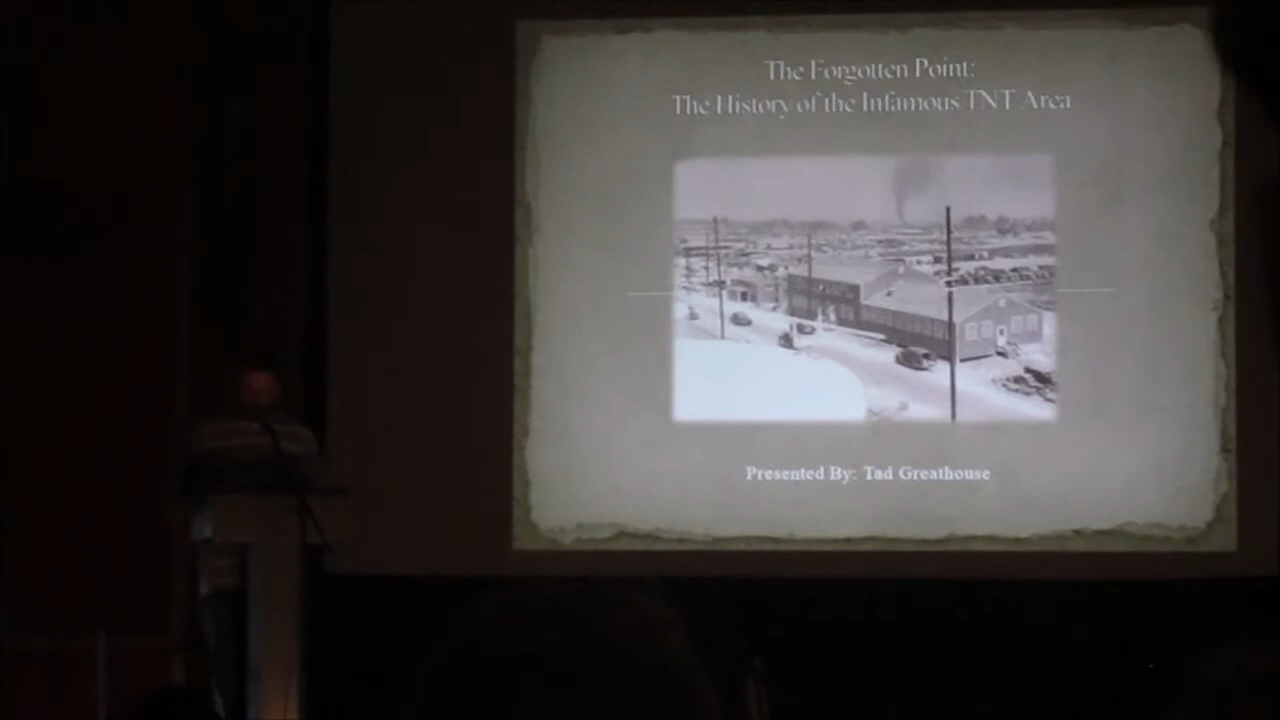 The Forgotten Point:
The History of the Infamous TNT Area
Presented By: Tad Greathouse